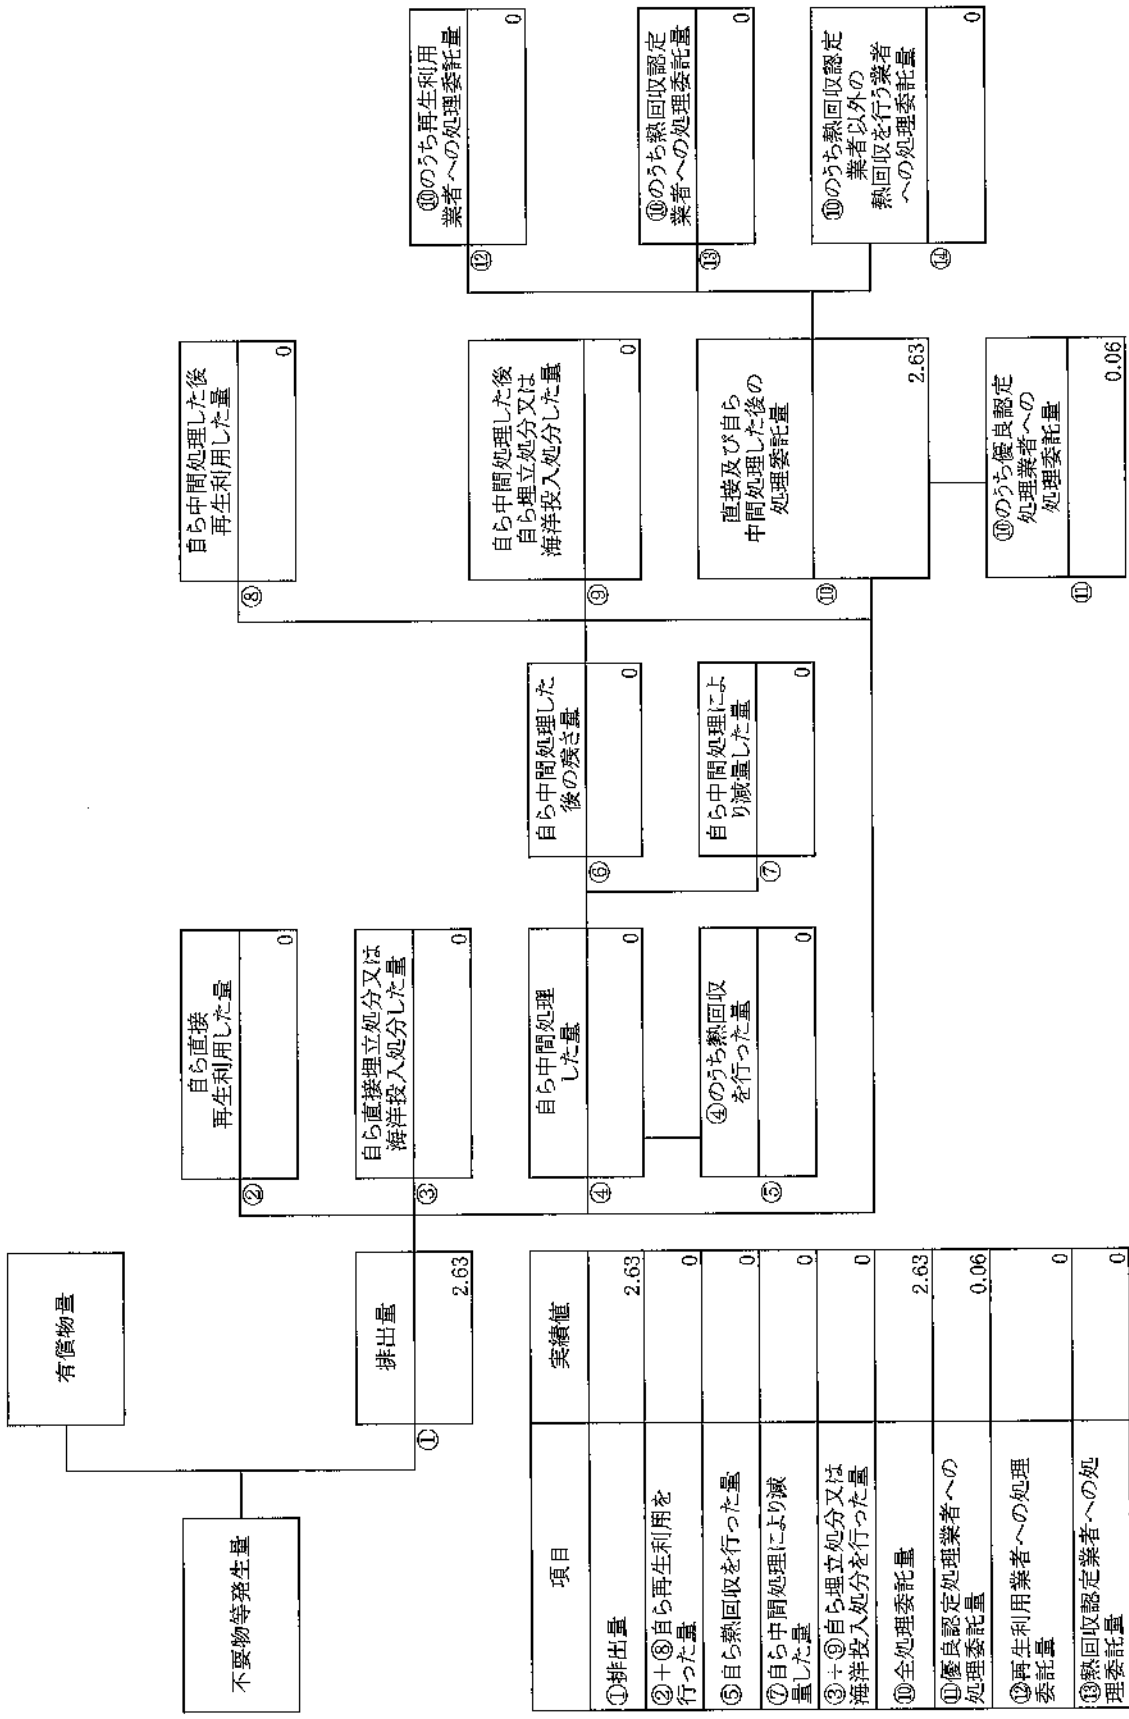 不要物等発生量
有償物量
①
排出量
2.63
②
自ら直接
再生利用した量
0
③
自ら直接埋立処分又は
海洋投入処分した量
0
④
自ら中間処理
した量
0
⑤
④のうち熱回収
を行った量
0
⑥
自ら中間処理した
後の残さ量
0
⑦
自ら中間処理によ
り減量した量
0
⑧
自ら中間処理した後
再生利用した量
0
⑨
自ら中間処理した後
自ら埋立処分又は
海洋投入処分した量
0
⑩
直接及び自ら
中間処理した後の
処理委託量
2.63
⑪
⑩のうち優良認定
処理業者への
処理委託量
0.06
⑫
⑩のうち再生利用
業者への処理委託量
0
⑬
⑩のうち熱回収認定
業者への処理委託量
0
⑭
⑩のうち熱回収認定
業者以外の
熱回収を行う業者
への処理委託量
0
項目 実績値
①排出量 2.63
②+⑧自ら再生利用を
行った量 0
⑤自ら熱回収を行った量 0
⑦自ら中間処理により減
量した量 0
③+⑨自ら埋立処分又は
海洋投入処分を行った量 0
⑩全処理委託量 2.63
⑪優良認定処理業者への
処理委託量 0.06
⑫再生利用業者への処理
委託量 0
⑬熱回収認定業者への処
理委託量 0